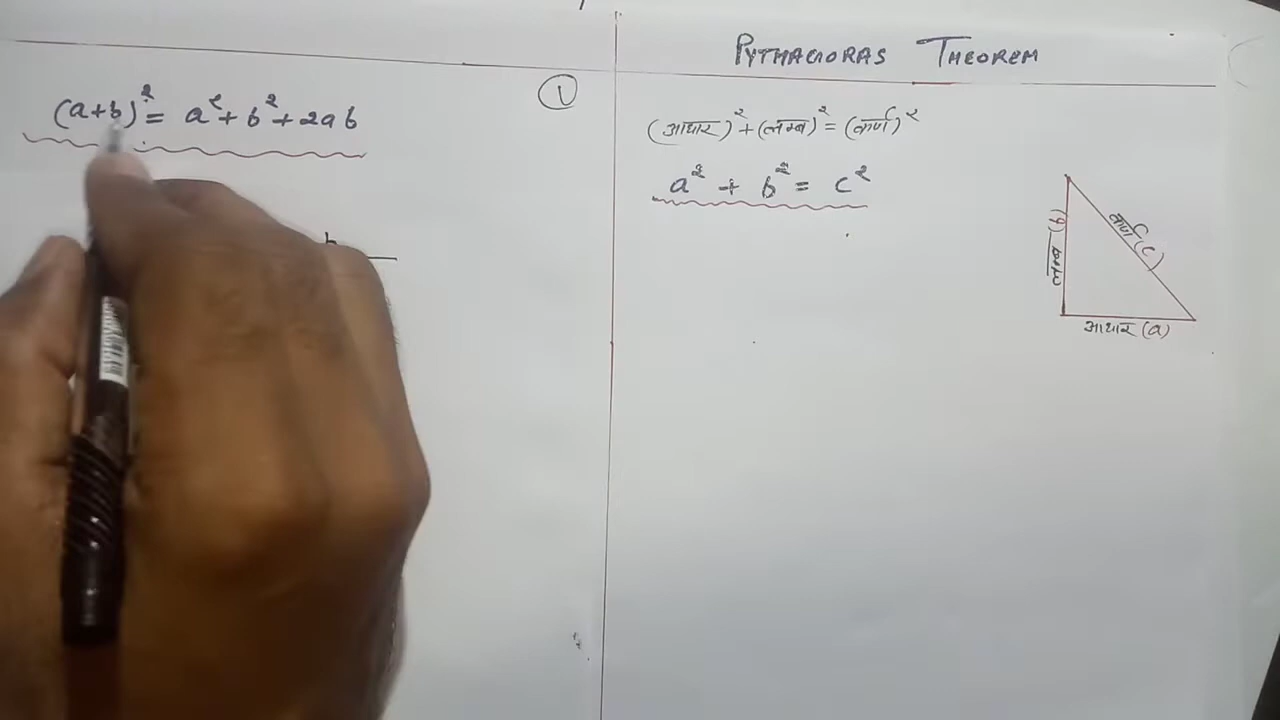 (a+b)² = a² + b² + 2ab
①
PYTHAGORAS THEOREM
(आधार)² + (लम्ब)² = (कर्ण)²
a² + b² = c²
लम्ब (b)
कर्ण (c)
आधार (a)
b